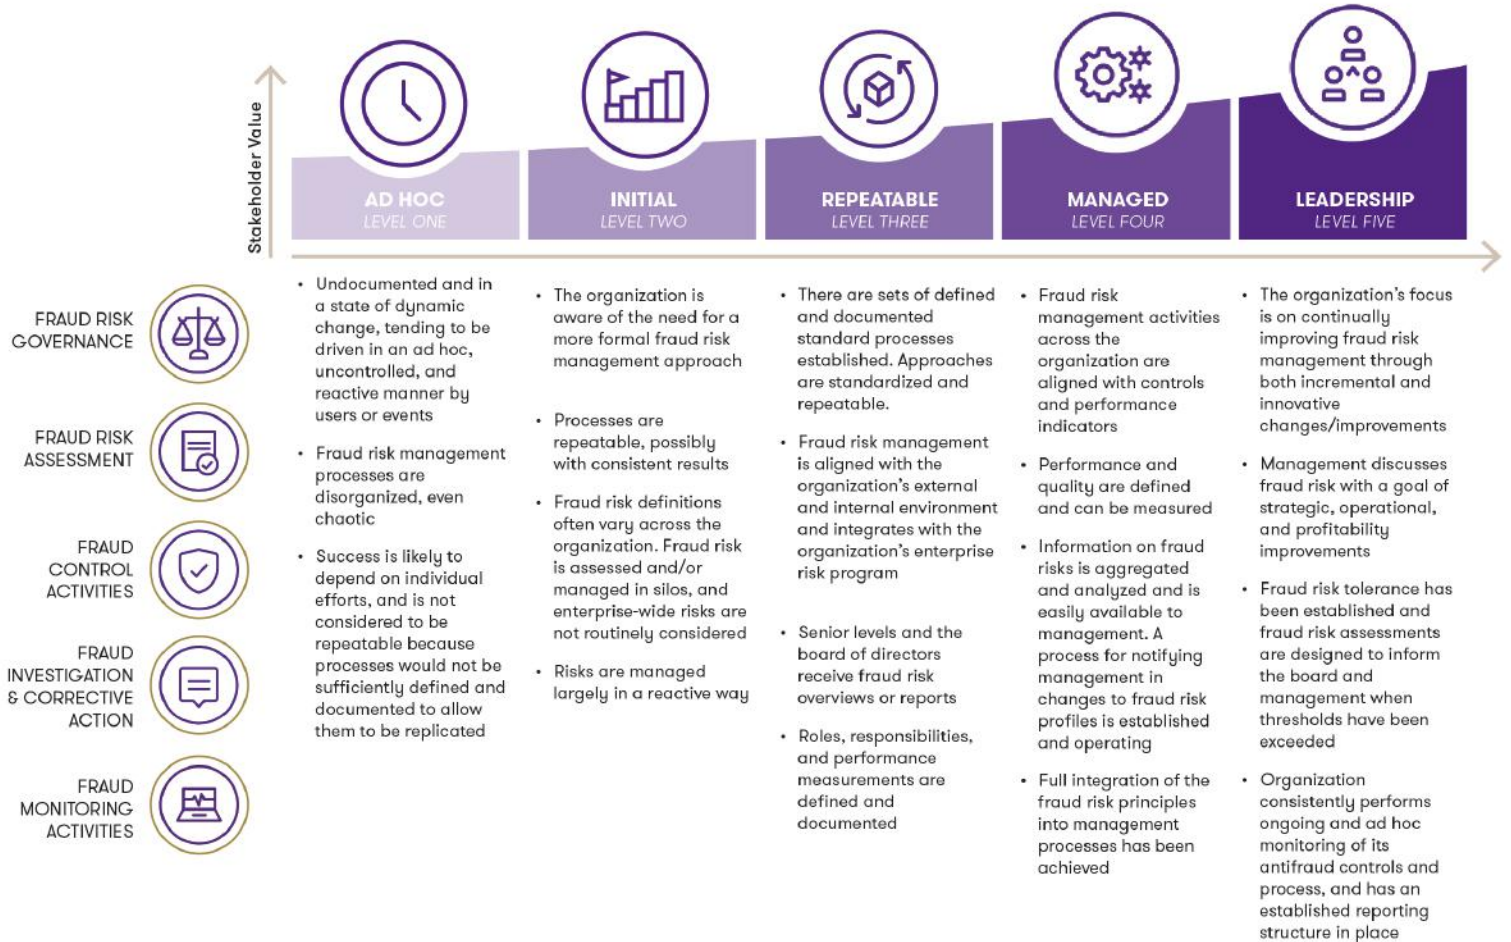 Stakeholder Value
AD HOC
LEVEL ONE
INITIAL
LEVEL TWO
REPEATABLE
LEVEL THREE
MANAGED
LEVEL FOUR
LEADERSHIP
LEVEL FIVE
FRAUD RISK
GOVERNANCE
FRAUD RISK
ASSESSMENT
FRAUD
CONTROL
ACTIVITIES
FRAUD
INVESTIGATION
& CORRECTIVE
ACTION
FRAUD
MONITORING
ACTIVITIES
• Undocumented and in
a state of dynamic
change, tending to be
driven in an ad hoc,
uncontrolled, and
reactive manner by
users or events
• Fraud risk management
processes are
disorganized, even
chaotic
• Success is likely to
depend on individual
efforts, and is not
considered to be
repeatable because
processes would not be
sufficiently defined and
documented to allow
them to be replicated
• The organization is
aware of the need for a
more formal fraud risk
management approach
• Processes are
repeatable, possibly
with consistent results
• Fraud risk definitions
often vary across the
organization. Fraud risk
is assessed and/or
managed in silos, and
enterprise-wide risks are
not routinely considered
• Risks are managed
largely in a reactive way
• There are sets of defined
and documented
standard processes
established. Approaches
are standardized and
repeatable.
• Fraud risk management
is aligned with the
organization's external
and internal environment
and integrates with the
organization's enterprise
risk program
• Senior levels and the
board of directors
receive fraud risk
overviews or reports
• Roles, responsibilities,
and performance
measurements are
defined and
documented
• Fraud risk
management activities
across the
organization are
aligned with controls
and performance
indicators
• Performance and
quality are defined
and can be measured
• Information on fraud
risks is aggregated
and analyzed and is
easily available to
management. A
process for notifying
management in
changes to fraud risk
profiles is established
and operating
• Full integration of the
fraud risk principles
into management
processes has been
achieved
• The organization's focus
is on continually
improving fraud risk
management through
both incremental and
innovative
changes/improvements
• Management discusses
fraud risk with a goal of
strategic, operational,
and profitability
improvements
• Fraud risk tolerance has
been established and
fraud risk assessments
are designed to inform
the board and
management when
thresholds have been
exceeded
• Organization
consistently performs
ongoing and ad hoc
monitoring of its
antifraud controls and
process, and has an
established reporting
structure in place